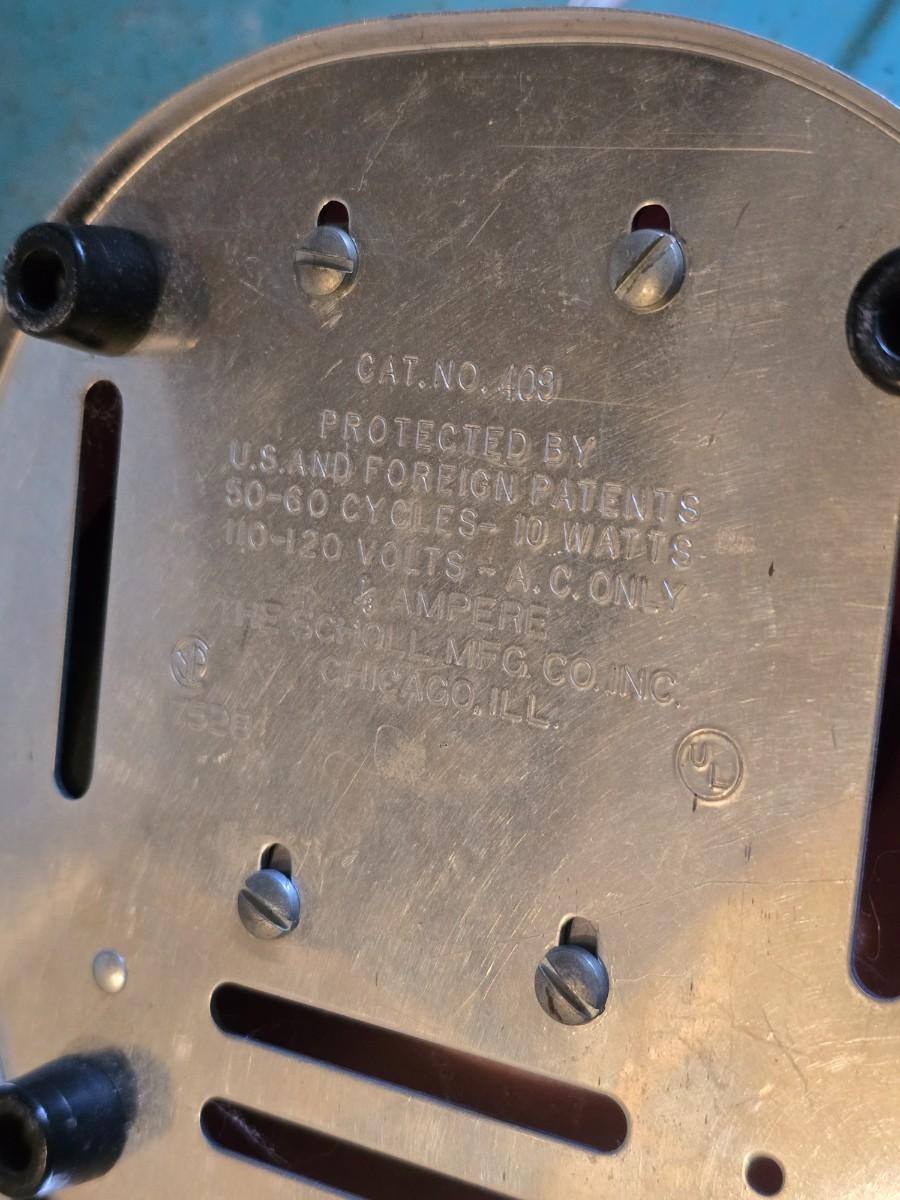 CAT. NO. 409
PROTECTED BY
U.S. AND FOREIGN PATENTS
50-60 CYCLES - 10 WATTS
110-120 VOLTS - A.C. ONLY
AMPERE
THE SCHOLL MFG. CO. INC.
CHICAGO, ILL.
UL